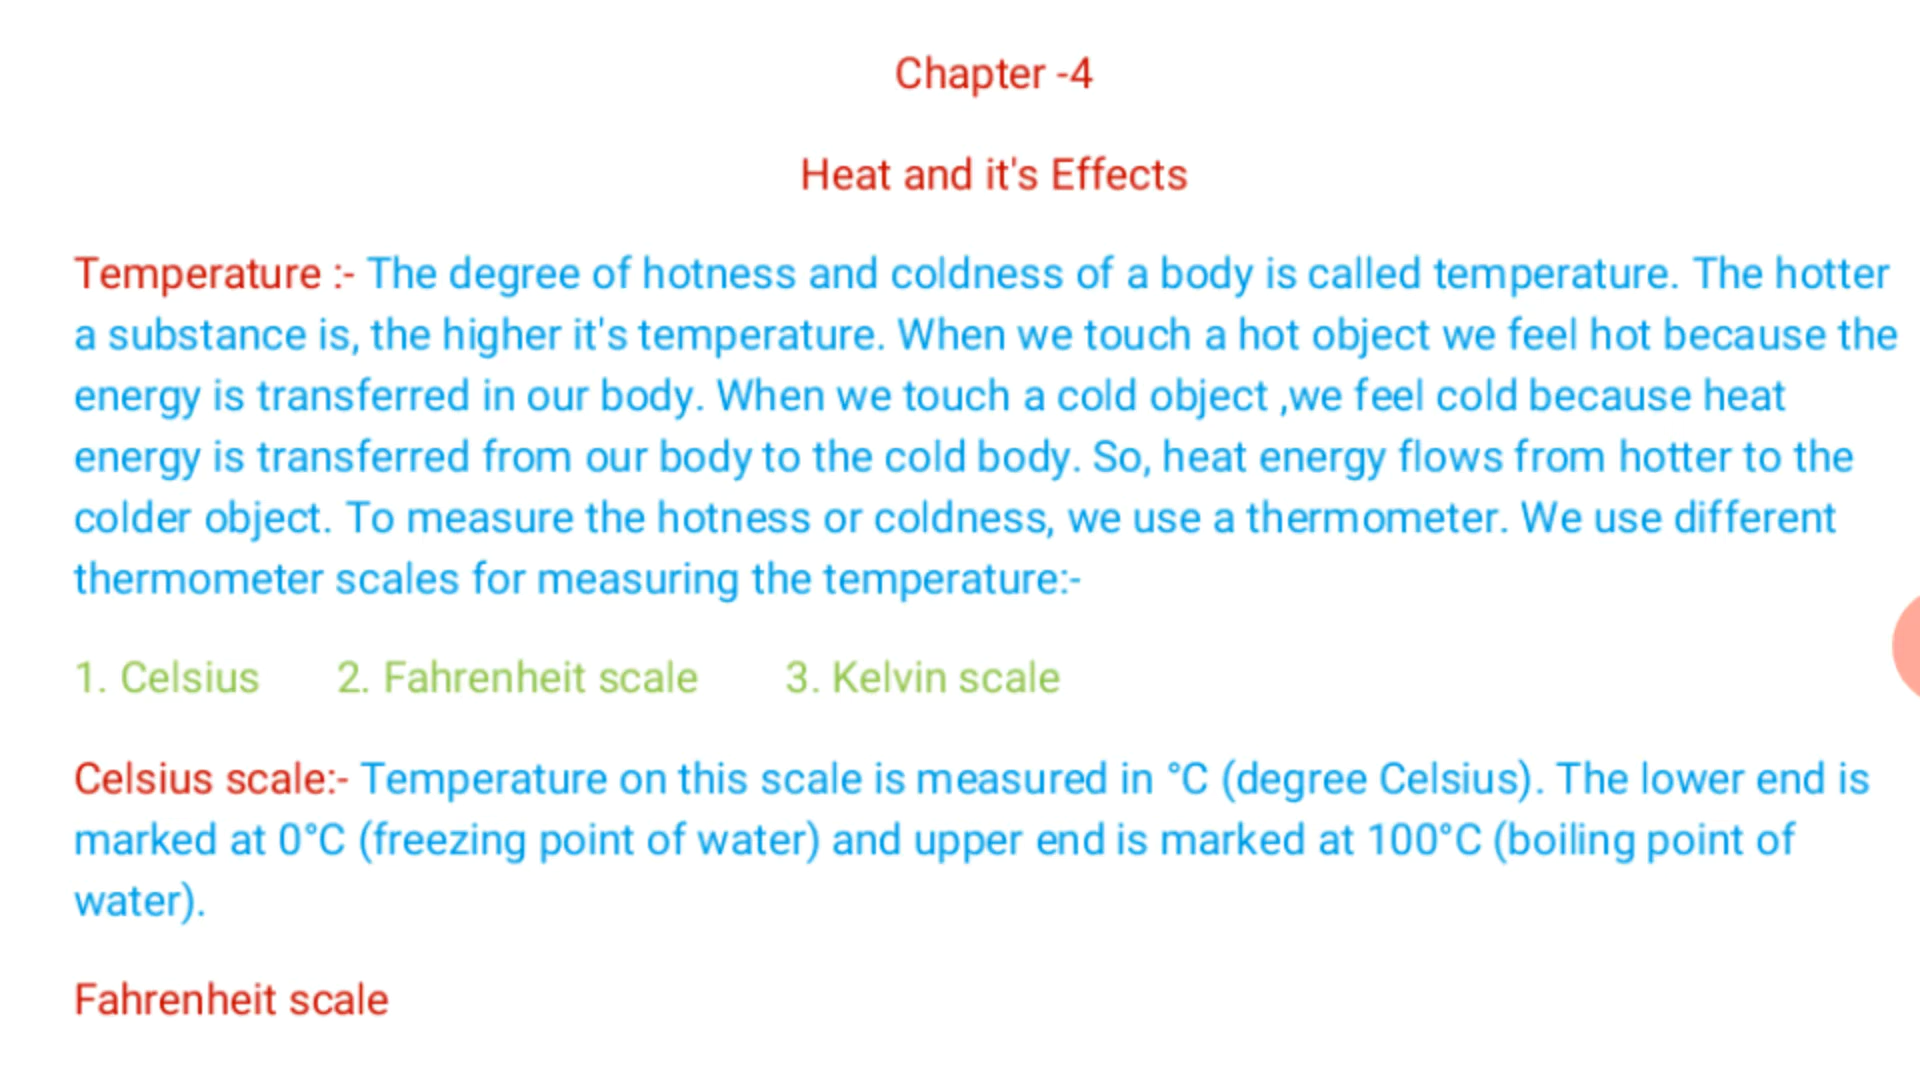 Chapter -4
Heat and it's Effects
Temperature :- The degree of hotness and coldness of a body is called temperature. The hotter
a substance is, the higher it's temperature. When we touch a hot object we feel hot because the
energy is transferred in our body. When we touch a cold object ,we feel cold because heat
energy is transferred from our body to the cold body. So, heat energy flows from hotter to the
colder object. To measure the hotness or coldness, we use a thermometer. We use different
thermometer scales for measuring the temperature:-
1. Celsius 2. Fahrenheit scale 3. Kelvin scale
Celsius scale:- Temperature on this scale is measured in °C (degree Celsius). The lower end is
marked at 0°C (freezing point of water) and upper end is marked at 100°C (boiling point of
water).
Fahrenheit scale